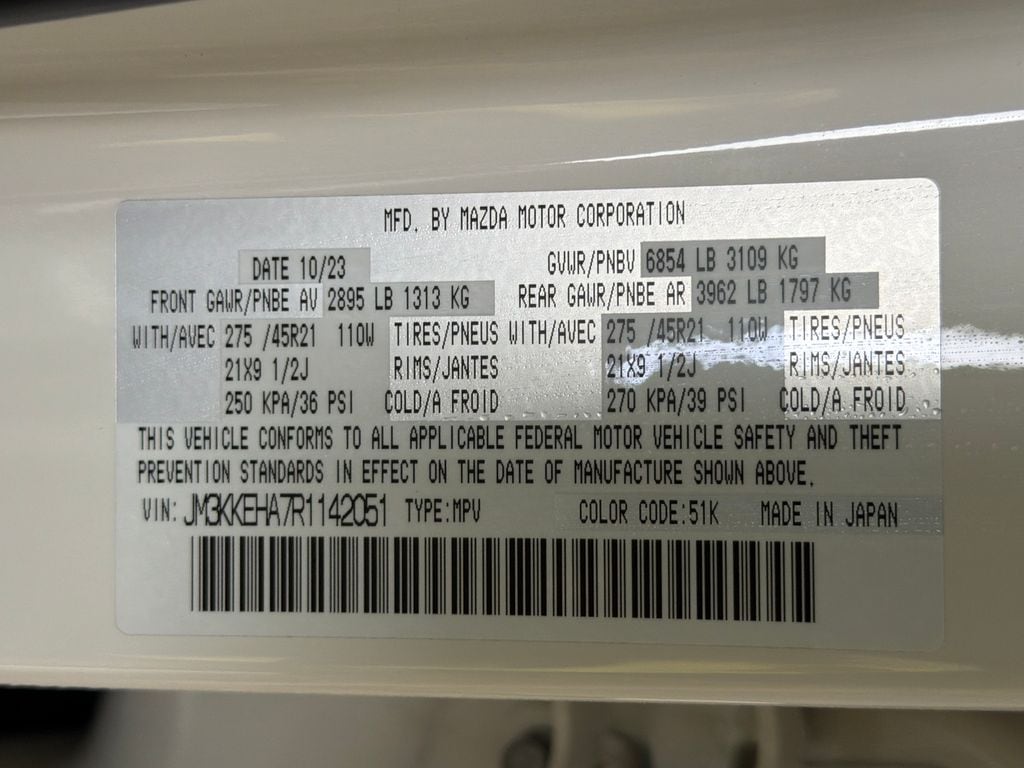 MFD. BY MAZDA MOTOR CORPORATION
DATE 10/23 GVWR/PNBV 6854 LB 3109 KG
FRONT GAWR/PNBE AV 2895 LB 1313 KG REAR GAWR/PNBE AR 3962 LB 1797 KG
WITH/AVEC 275 /45R21 110W TIRES/PNEUS WITH/AVEC 275 /45R21 110W TIRES/PNEUS
21X9 1/2J RIMS/JANTES 21X9 1/2J RIMS/JANTES
250 KPA/36 PSI COLD/A FROID 270 KPA/39 PSI COLD/A FROID
THIS VEHICLE CONFORMS TO ALL APPLICABLE FEDERAL MOTOR VEHICLE SAFETY AND THEFT
PREVENTION STANDARDS IN EFFECT ON THE DATE OF MANUFACTURE SHOWN ABOVE.
VIN: JM3KKEHA7R1142051 TYPE:MPV COLOR CODE:51K MADE IN JAPAN